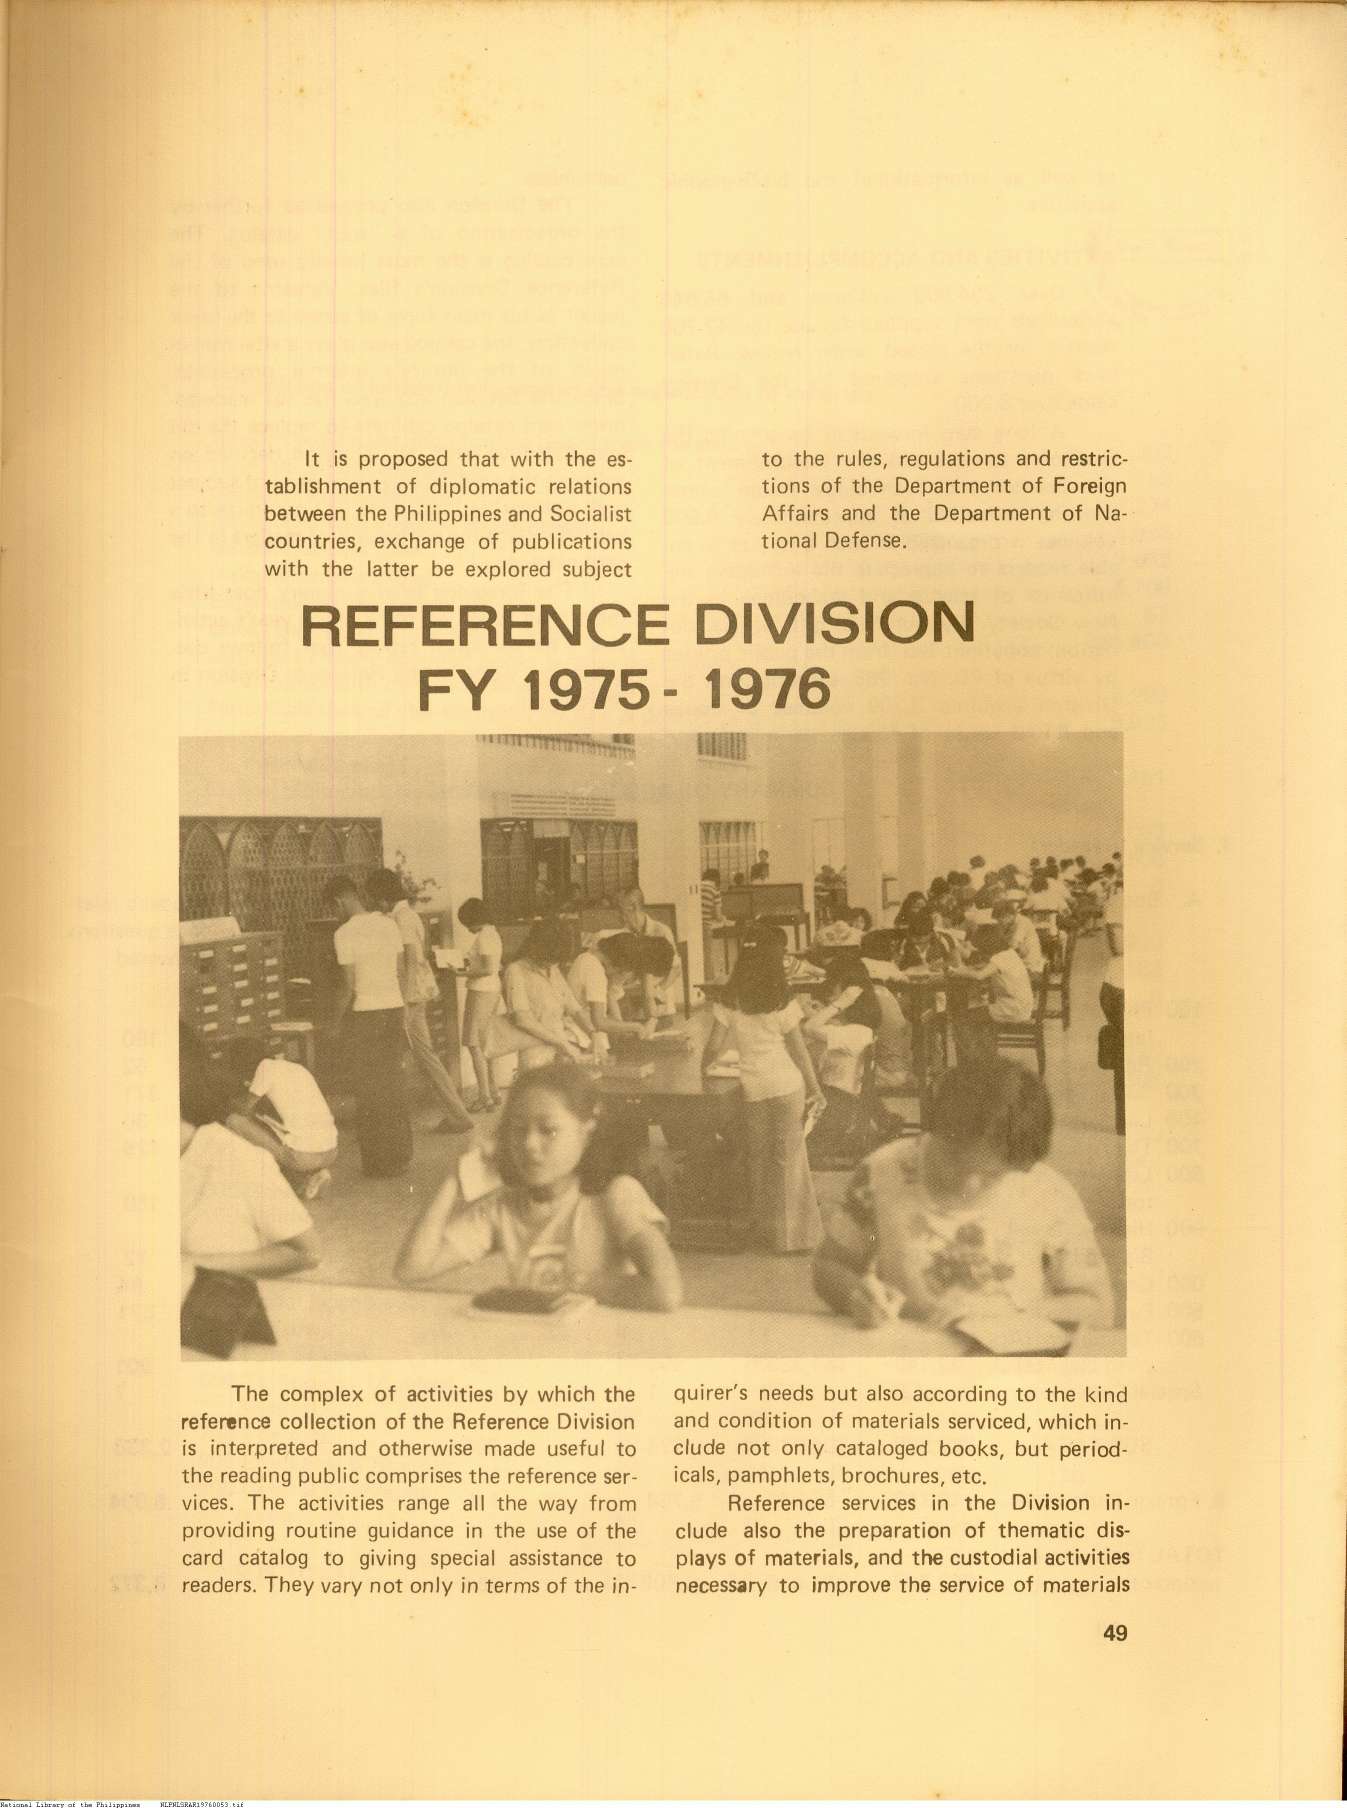 It is proposed that with the es-
tablishment of diplomatic relations
between the Philippines and Socialist
countries, exchange of publications
with the latter be explored subject
to the rules, regulations and restric-
tions of the Department of Foreign
Affairs and the Department of Na-
tional Defense.
REFERENCE DIVISION
FY 1975 - 1976
The complex of activities by which the
reference collection of the Reference Division
is interpreted and otherwise made useful to
the reading public comprises the reference ser-
vices. The activities range all the way from
providing routine guidance in the use of the
card catalog to giving special assistance to
readers. They vary not only in terms of the in-
quirer's needs but also according to the kind
and condition of materials serviced, which in-
clude not only cataloged books, but period-
icals, pamphlets, brochures, etc.
Reference services in the Division in-
clude also the preparation of thematic dis-
plays of materials, and the custodial activities
necessary to improve the service of materials
49
National Library of the Philippines NLPNLSRAR19760053.tif